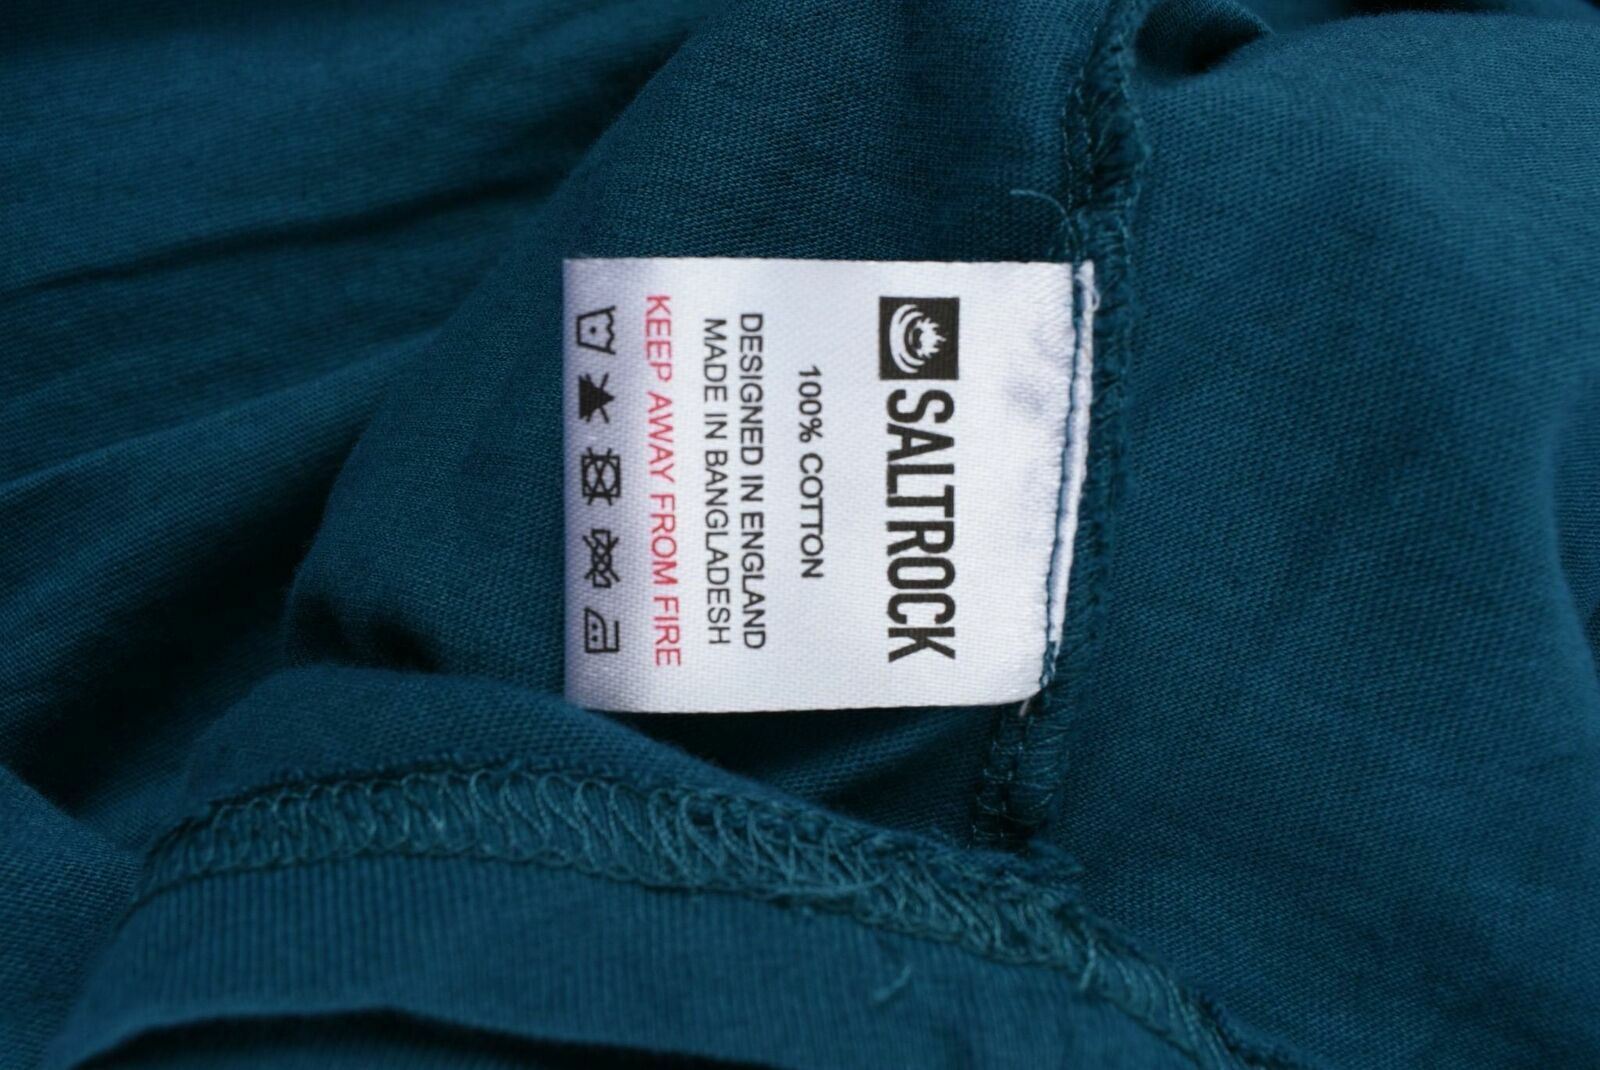 SALTROCK
100% COTTON
DESIGNED IN ENGLAND
MADE IN BANGLADESH
KEEP AWAY FROM FIRE